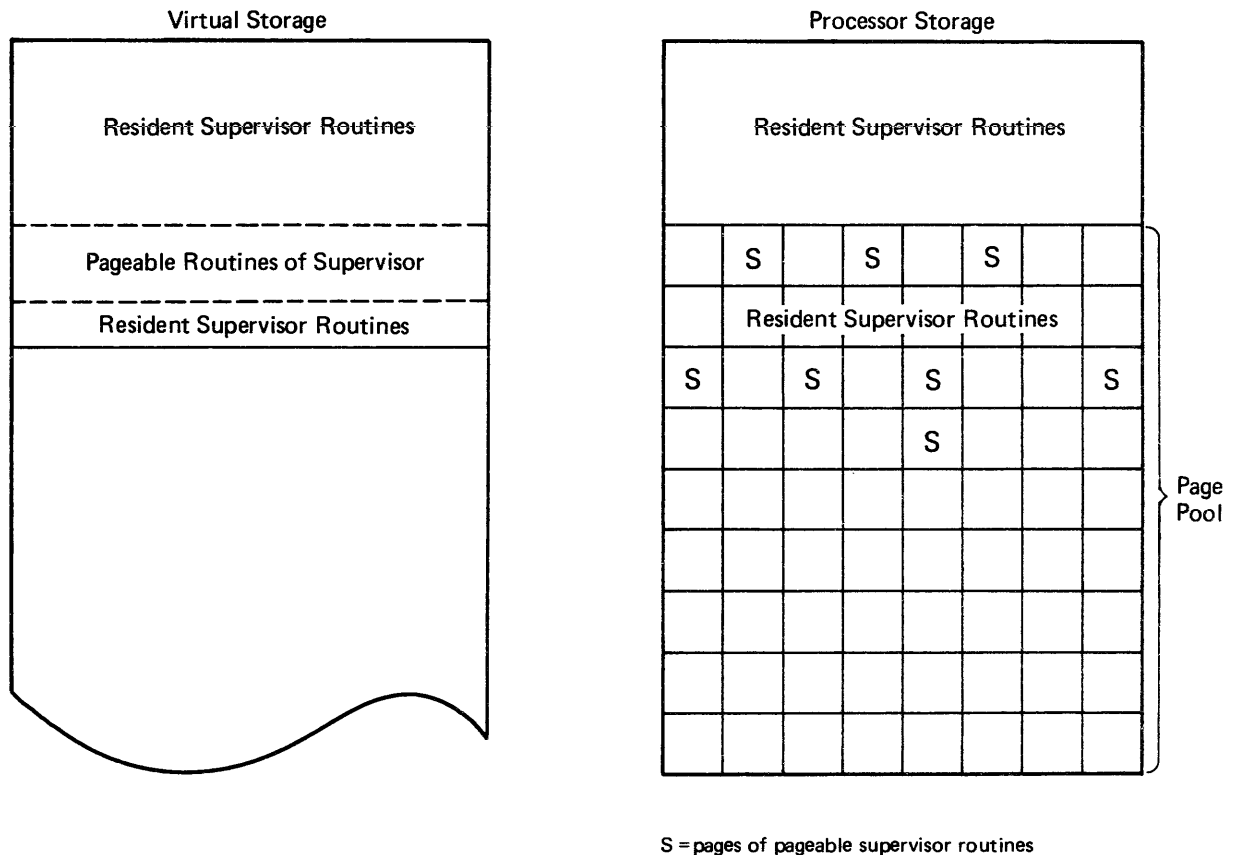 Virtual Storage
Resident Supervisor Routines
Pageable Routines of Supervisor
Resident Supervisor Routines
Processor Storage
Resident Supervisor Routines
S S S
Resident Supervisor Routines
S S S S
S
Page
Pool
S = pages of pageable supervisor routines